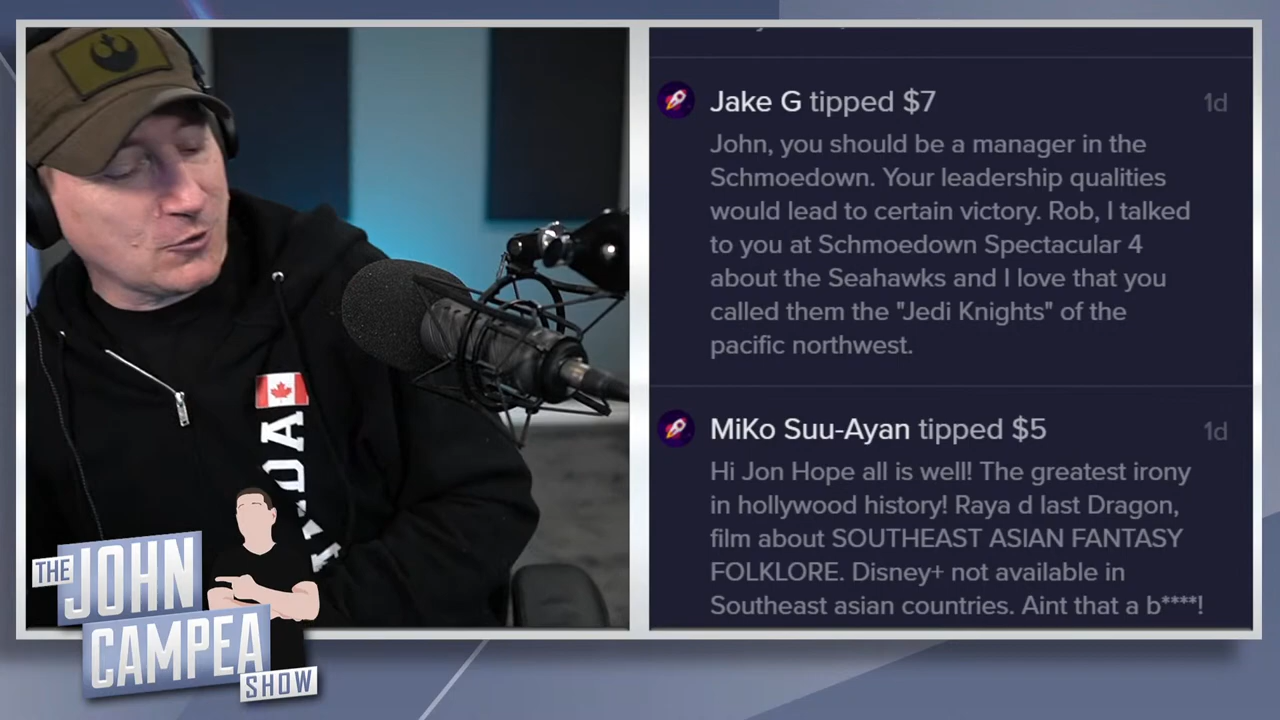 Jake G tipped $7
1d
John, you should be a manager in the
Schmoedown. Your leadership qualities
would lead to certain victory. Rob, I talked
to you at Schmoedown Spectacular 4
about the Seahawks and I love that you
called them the "Jedi Knights" of the
pacific northwest.
MiKo Suu-Ayan tipped $5
1d
Hi Jon Hope all is well! The greatest irony
in hollywood history! Raya d last Dragon,
film about SOUTHEAST ASIAN FANTASY
FOLKLORE. Disney+ not available in
Southeast asian countries. Aint that a b****!
THE
JOHN
CAMPEA
SHOW